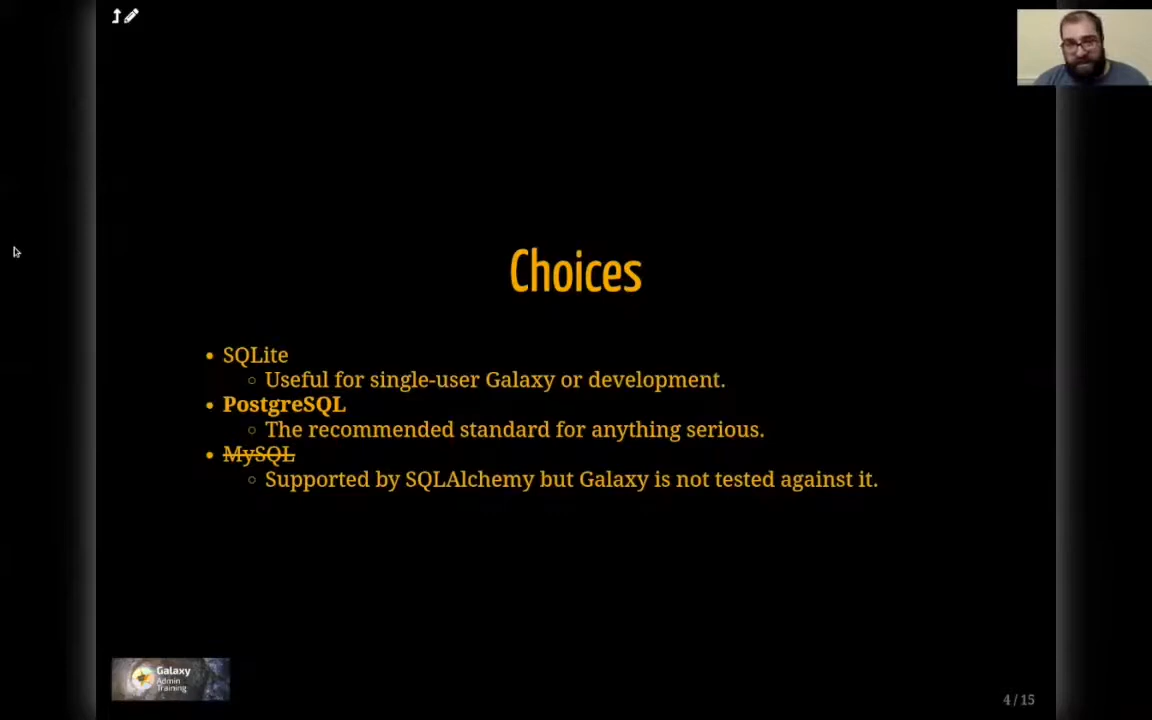 Choices
SQLite
Useful for single-user Galaxy or development.
PostgreSQL
The recommended standard for anything serious.
MySQL
Supported by SQLAlchemy but Galaxy is not tested against it.
Galaxy
Admin
Training
4 / 15